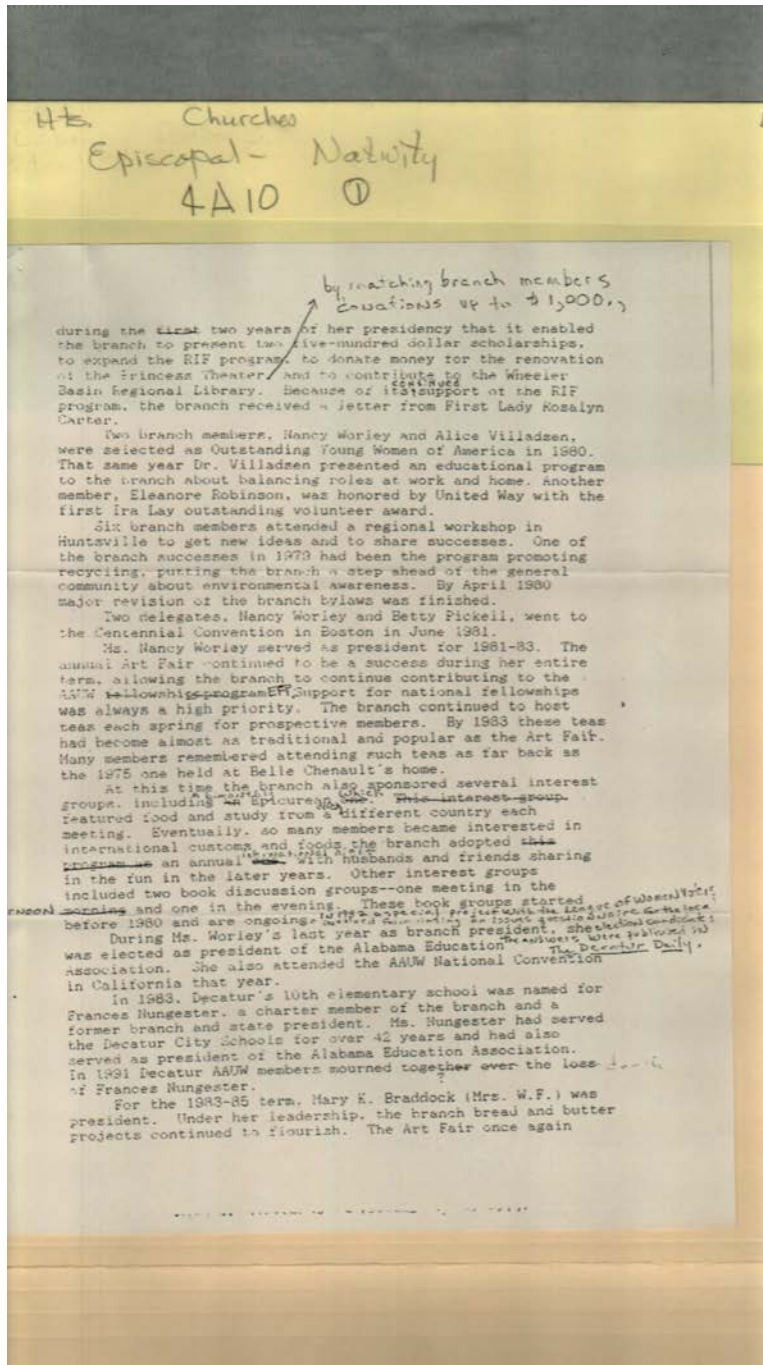 Hts. Churches
Episcopal - Nativity
4A10 ①
by matching branch members
donations up to $1,000.,
during the first two years of her presidency that it enabled
the branch to present two five-hundred dollar scholarships,
to expand the RIF program, to donate money for the renovation
of the Princess Theater, and to contribute to the Wheeler
continued
Basin Regional Library. Because of its support of the RIF
program, the branch received a letter from First Lady Rosalyn
Carter.
Two branch members, Nancy Worley and Alice Villadsen,
were selected as Outstanding Young Women of America in 1980.
That same year Dr. Villadsen presented an educational program
to the branch about balancing roles at work and home. Another
member, Eleanore Robinson, was honored by United Way with the
first Ira Lay outstanding volunteer award.
Six branch members attended a regional workshop in
Huntsville to get new ideas and to share successes. One of
the branch successes in 1979 had been the program promoting
recycling, putting the branch a step ahead of the general
community about environmental awareness. By April 1980
major revision of the branch bylaws was finished.
Two delegates, Nancy Worley and Betty Pickell, went to
the Centennial Convention in Boston in June 1981.
Ms. Nancy Worley served as president for 1981-83. The
annual Art Fair continued to be a success during her entire
term, allowing the branch to continue contributing to the
AAUW fellowships program EFP. Support for national fellowships
was always a high priority. The branch continued to host
teas each spring for prospective members. By 1983 these teas
had become almost as traditional and popular as the Art Fair.
Many members remembered attending such teas as far back as
the 1975 one held at Belle Chenault's home.
At this time the branch also sponsored several interest
which
groups, including an Epicurean one. This interest group
featured food and study from a different country each
meeting. Eventually, so many members became interested in
international customs and foods the branch adopted this
program as an annual with husbands and friends sharing
in the fun in the later years. Other interest groups
included two book discussion groups--one meeting in the
NOON morning and one in the evening. These book groups started
before 1980 and are ongoing. In 1982 a special project with the League of Women Voters
During Ms. Worley's last year as branch president, she
election candidates
was elected as president of the Alabama Education
The answers were published in
The Decatur Daily.
Association. She also attended the AAUW National Convention
in California that year.
In 1983, Decatur's 10th elementary school was named for
Frances Nungester, a charter member of the branch and a
former branch and state president. Ms. Nungester had served
the Decatur City Schools for over 42 years and had also
served as president of the Alabama Education Association.
In 1991 Decatur AAUW members mourned together over the loss
of Frances Nungester.
For the 1983-85 term, Mary K. Braddock (Mrs. W.F.) was
president. Under her leadership, the branch bread and butter
projects continued to flourish. The Art Fair once again